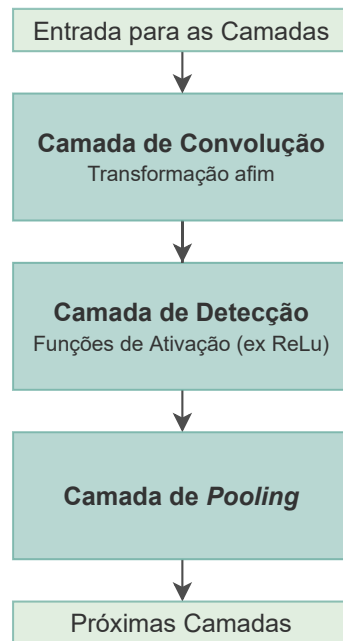 Entrada para as Camadas
Camada de Convolução
Transformação afim
Camada de Detecção
Funções de Ativação (ex ReLu)
Camada de Pooling
Próximas Camadas